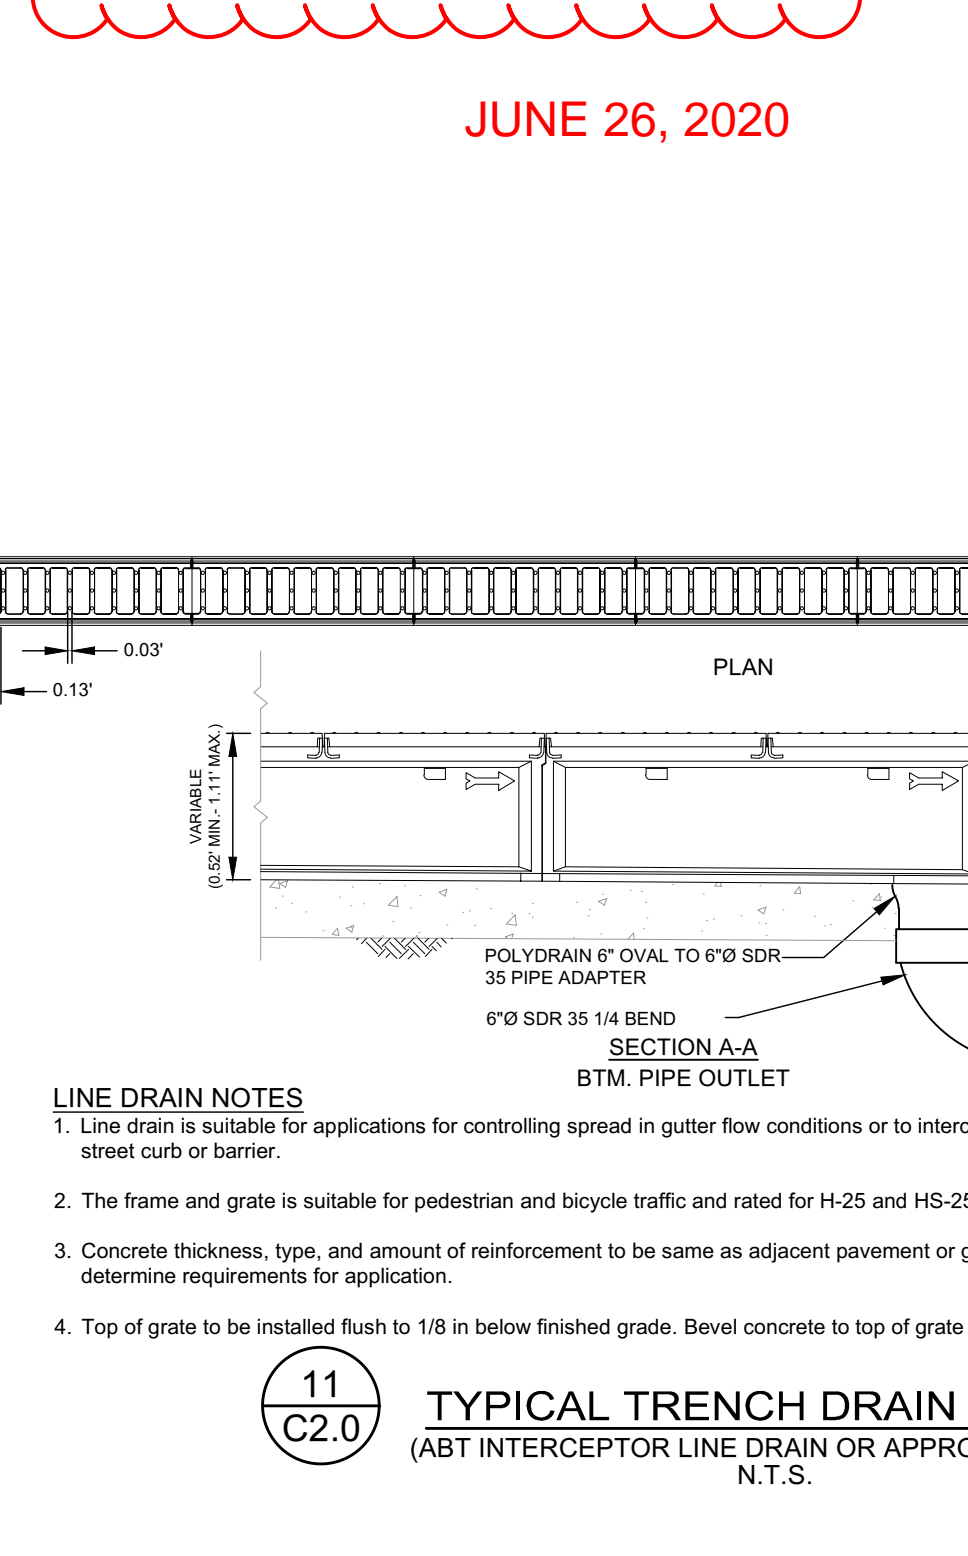 JUNE 26, 2020
0.03'
0.13'
PLAN
VARIABLE
(0.52' MIN.- 1.11' MAX.)
POLYDRAIN 6" OVAL TO 6"Ø SDR
35 PIPE ADAPTER
6"Ø SDR 35 1/4 BEND
SECTION A-A
BTM. PIPE OUTLET
LINE DRAIN NOTES
1. Line drain is suitable for applications for controlling spread in gutter flow conditions or to interc
street curb or barrier.
2. The frame and grate is suitable for pedestrian and bicycle traffic and rated for H-25 and HS-25
3. Concrete thickness, type, and amount of reinforcement to be same as adjacent pavement or g
determine requirements for application.
4. Top of grate to be installed flush to 1/8 in below finished grade. Bevel concrete to top of grate
11
C2.0
TYPICAL TRENCH DRAIN
(ABT INTERCEPTOR LINE DRAIN OR APPRO
N.T.S.